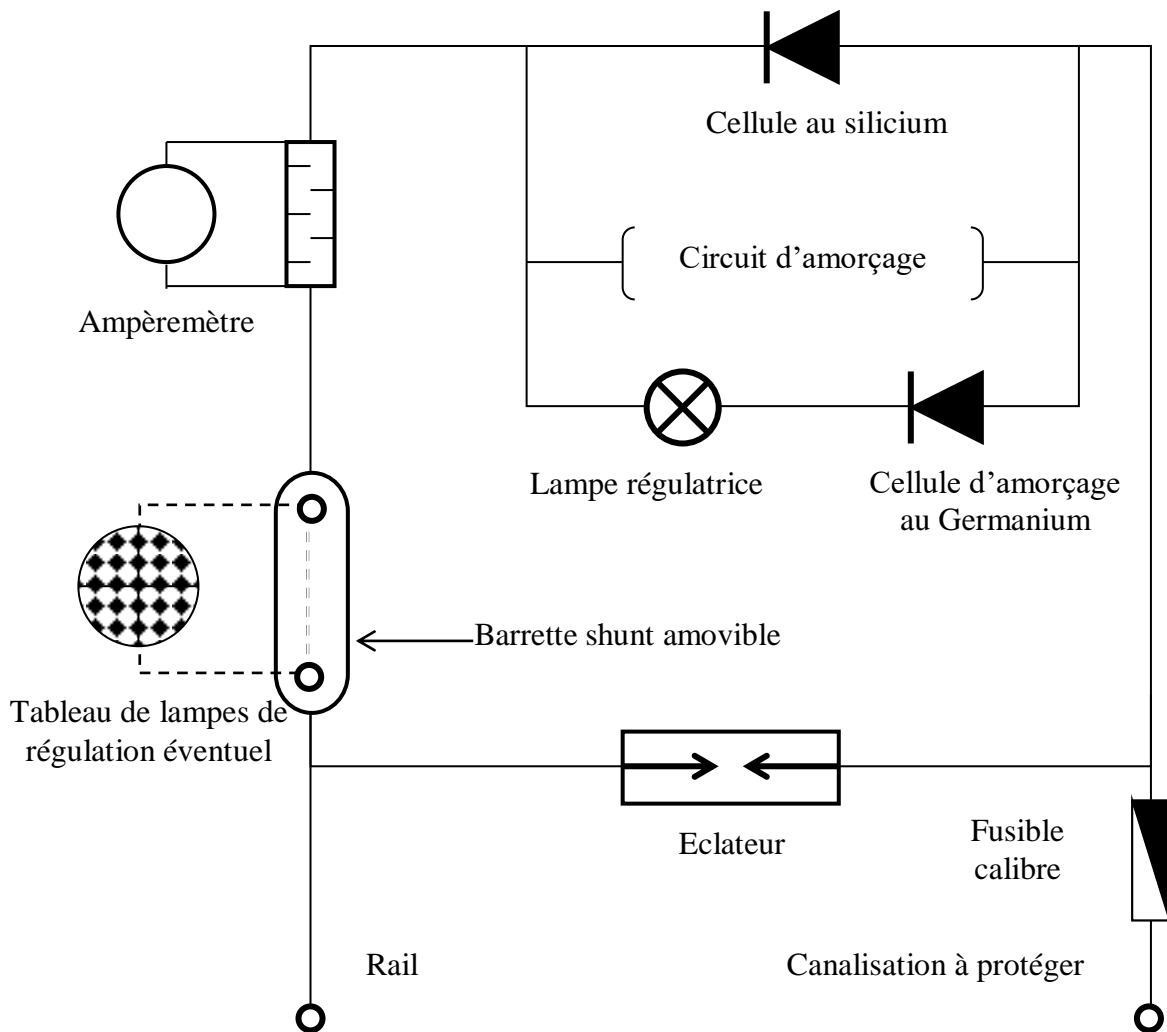 Cellule au silicium
Circuit d’amorçage
Ampèremètre
Lampe régulatrice
Cellule d’amorçage
au Germanium
Barrette shunt amovible
Tableau de lampes de
régulation éventuel
Eclateur
Fusible
calibre
Rail
Canalisation à protéger